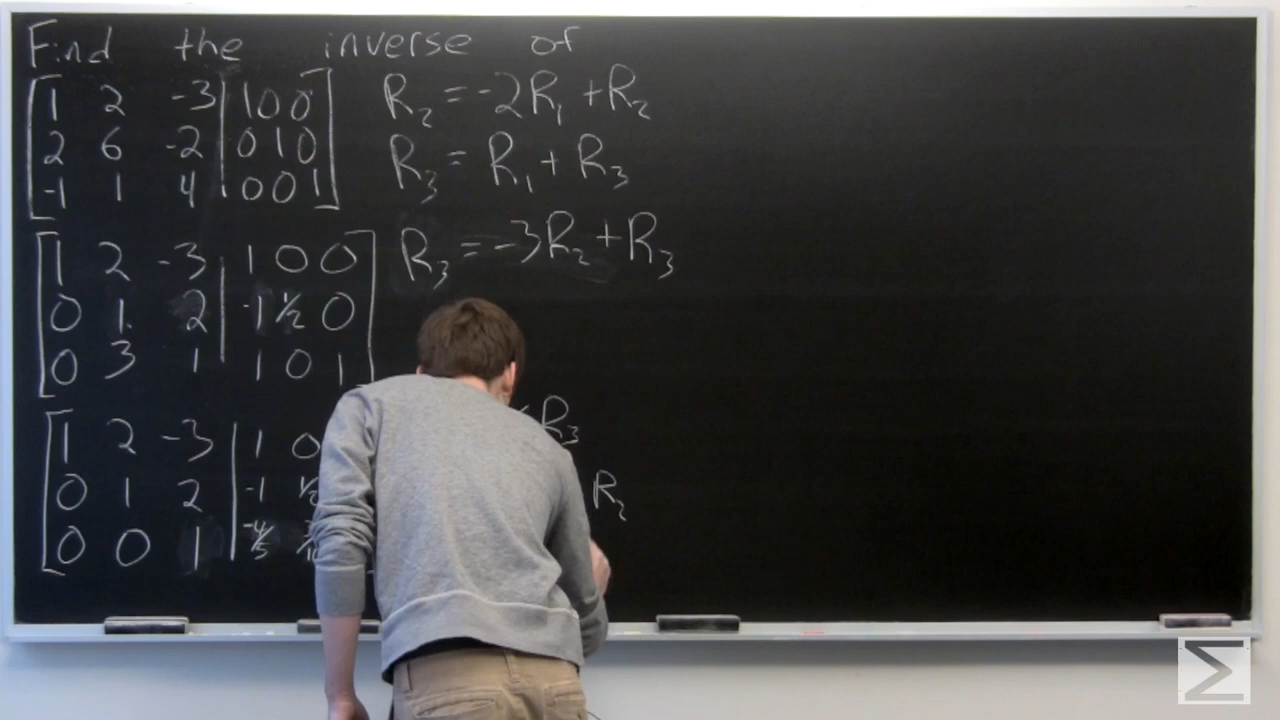 Find the inverse of
1 2 -3 | 1 0 0 R₂ = -2R₁ + R₂
2 6 -2 | 0 1 0 R₃ = R₁ + R₃
-1 1 4 | 0 0 1
R₃ = -3R₂ + R₃
1 2 -3 | 1 0 0
0 1 2 | -1 ½ 0
0 3 1 | 1 0 1
R₃
1 2 -3 | 1 0
0 1 2 | -1 R₂
0 0 1 | -4/5
Σ